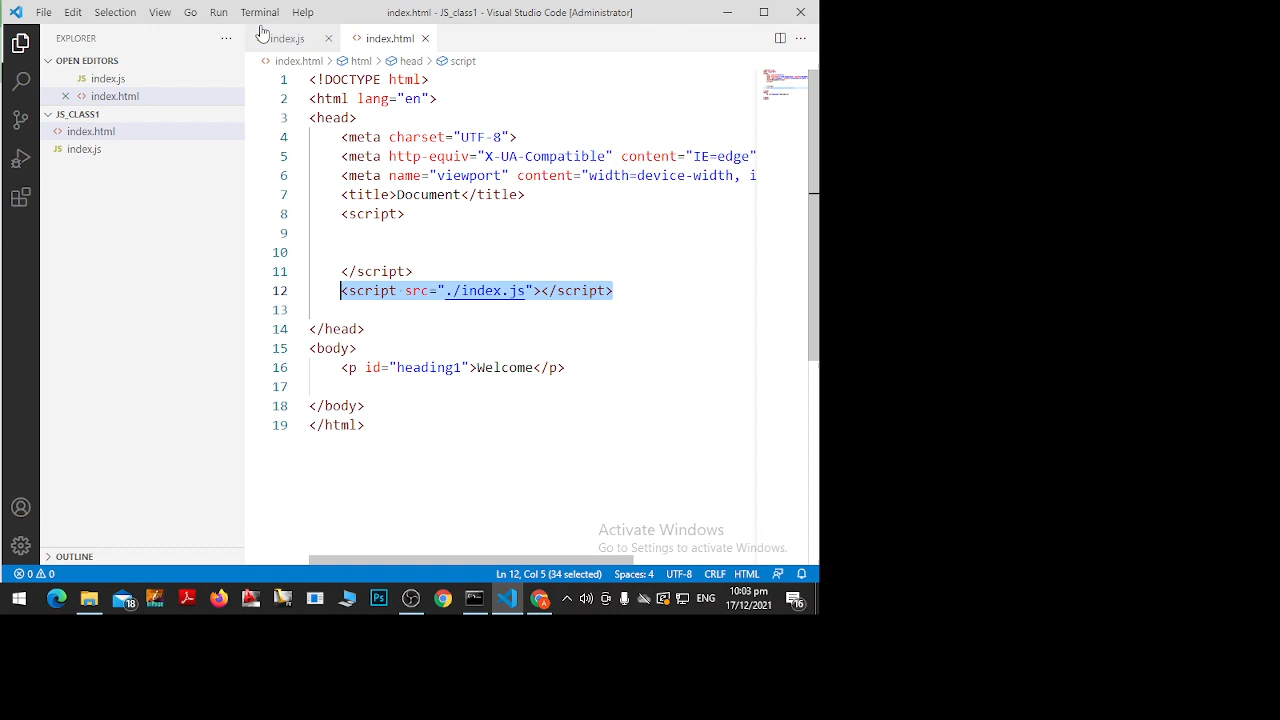 File Edit Selection View Go Run Terminal Help index.html - JS_class1 - Visual Studio Code [Administrator]
EXPLORER
OPEN EDITORS
JS index.js
index.html
JS_CLASS1
index.html
JS index.js
OUTLINE
index.js index.html
index.html > html > head > script
1 <!DOCTYPE html>
2 <html lang="en">
3 <head>
4 <meta charset="UTF-8">
5 <meta http-equiv="X-UA-Compatible" content="IE=edge"
6 <meta name="viewport" content="width=device-width, i
7 <title>Document</title>
8 <script>
9
10
11 </script>
12 <script src="./index.js"></script>
13
14 </head>
15 <body>
16 <p id="heading1">Welcome</p>
17
18 </body>
19 </html>
Activate Windows
Go to Settings to activate Windows.
0 0 Ln 12, Col 5 (34 selected) Spaces: 4 UTF-8 CRLF HTML
18 Ps A ENG 10:03 pm 16
17/12/2021